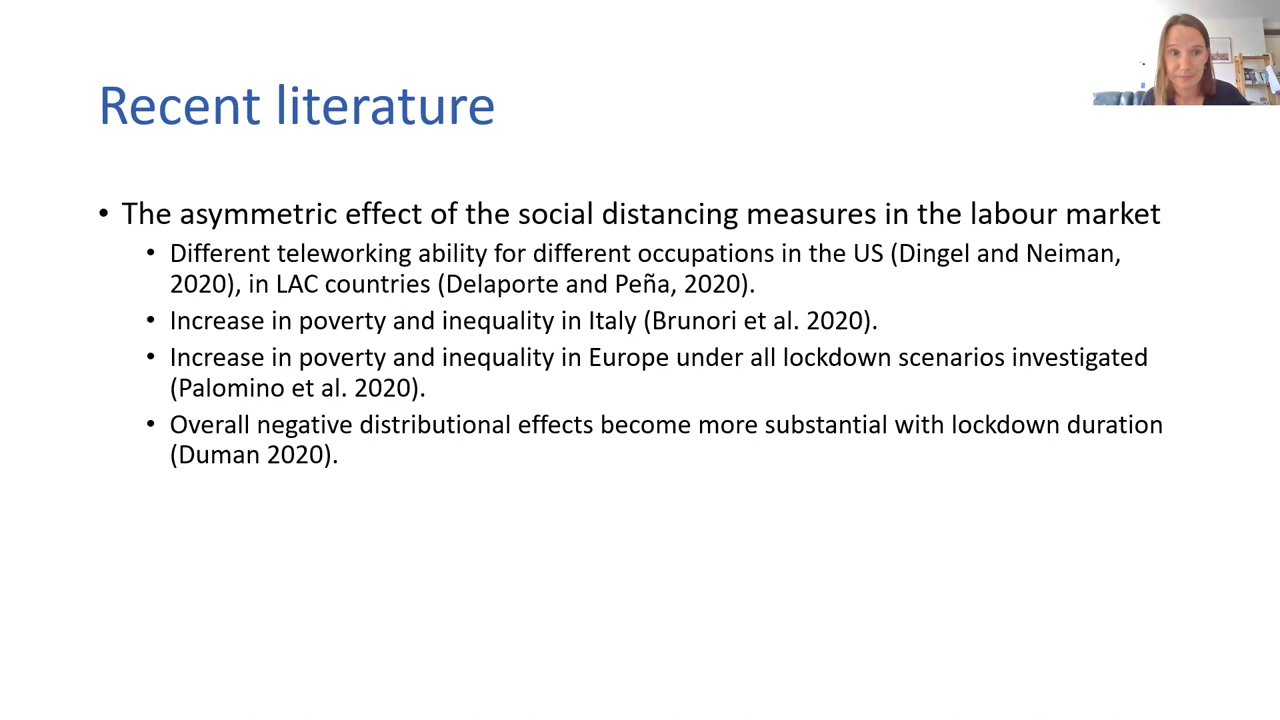 Recent literature
• The asymmetric effect of the social distancing measures in the labour market
• Different teleworking ability for different occupations in the US (Dingel and Neiman,
2020), in LAC countries (Delaporte and Peña, 2020).
• Increase in poverty and inequality in Italy (Brunori et al. 2020).
• Increase in poverty and inequality in Europe under all lockdown scenarios investigated
(Palomino et al. 2020).
• Overall negative distributional effects become more substantial with lockdown duration
(Duman 2020).